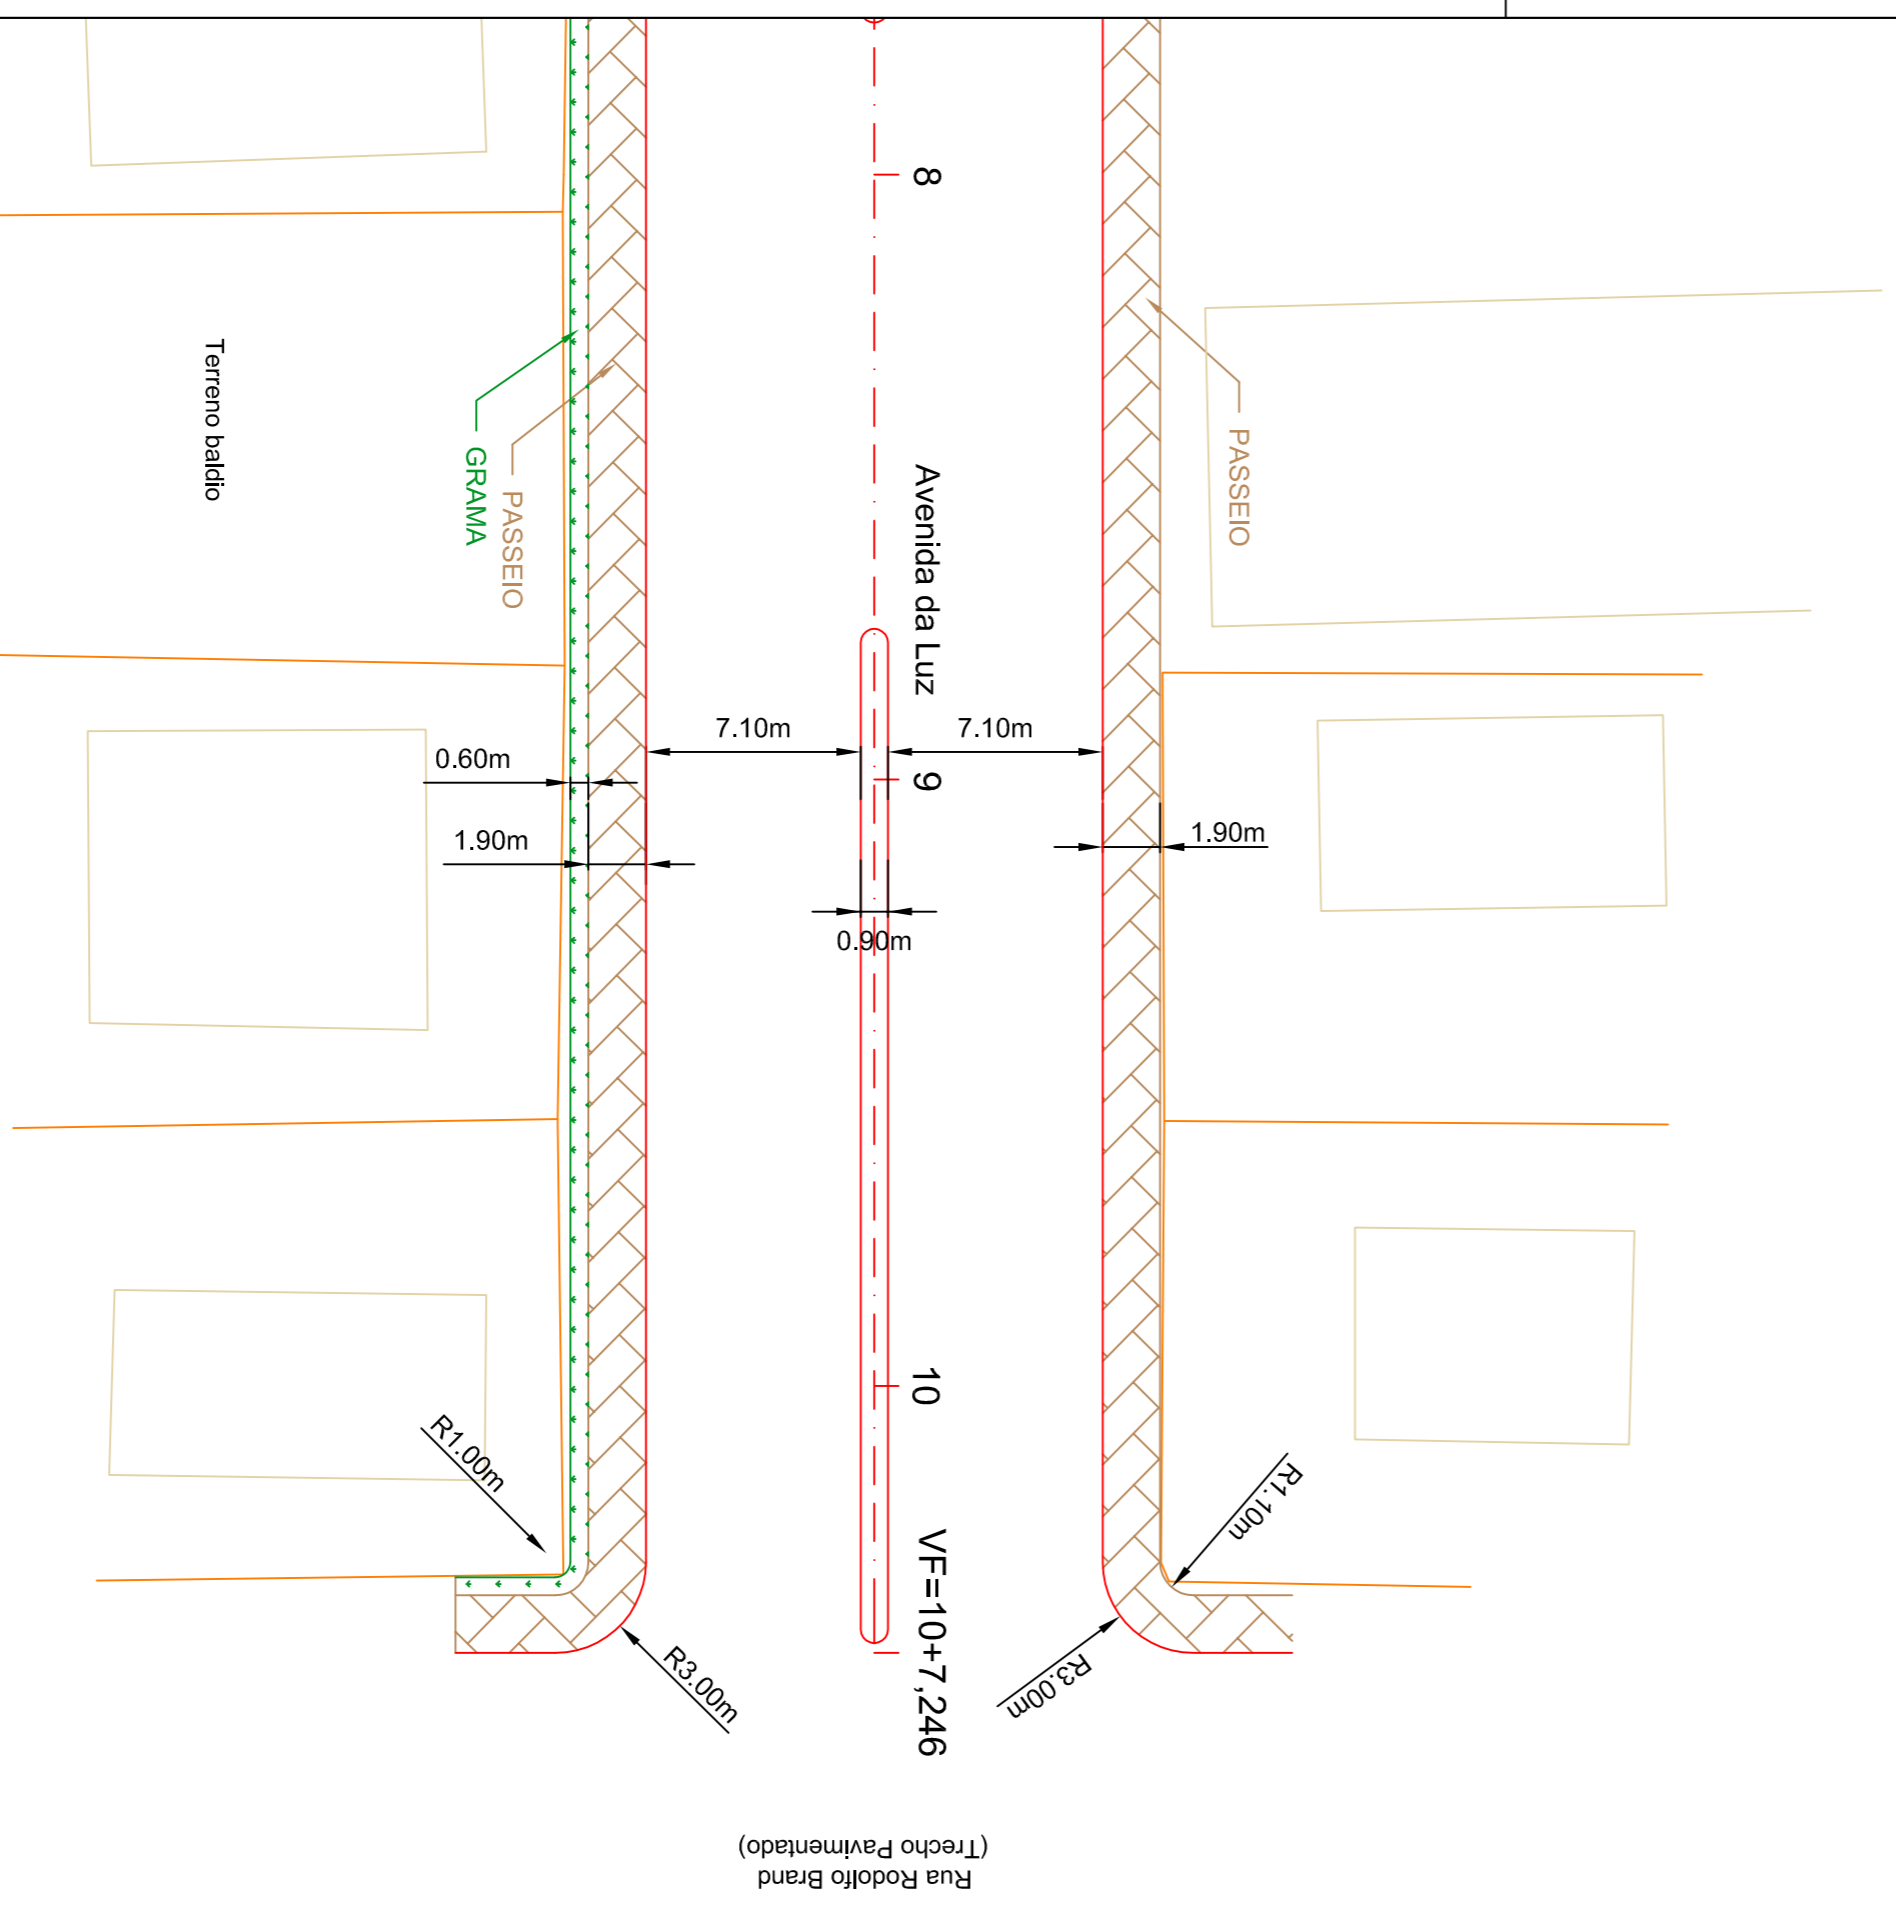 8
Terreno baldio
GRAMA
PASSEIO
PASSEIO
Avenida da Luz
7.10m
7.10m
0.60m
9
1.90m
1.90m
0.90m
10
R1.00m
R1.10m
VF=10+7,246
R3.00m
R3.00m
Rua Rodolfo Brand
(Trecho Pavimentado)